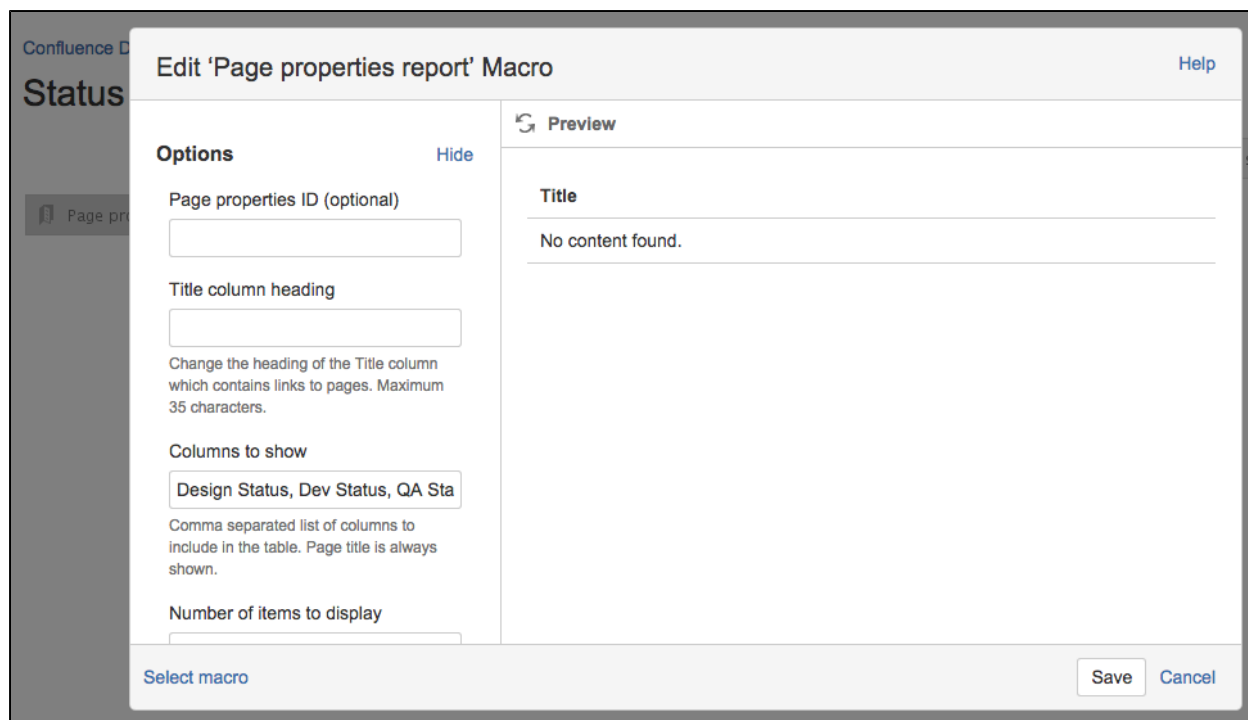 Confluence D
Status
Page pro
Edit ‘Page properties report’ Macro
Help
Options
Hide
Page properties ID (optional)
Title column heading
Change the heading of the Title column
which contains links to pages. Maximum
35 characters.
Columns to show
Design Status, Dev Status, QA Sta
Comma separated list of columns to
include in the table. Page title is always
shown.
Number of items to display
Preview
Title
No content found.
Select macro
Save
Cancel